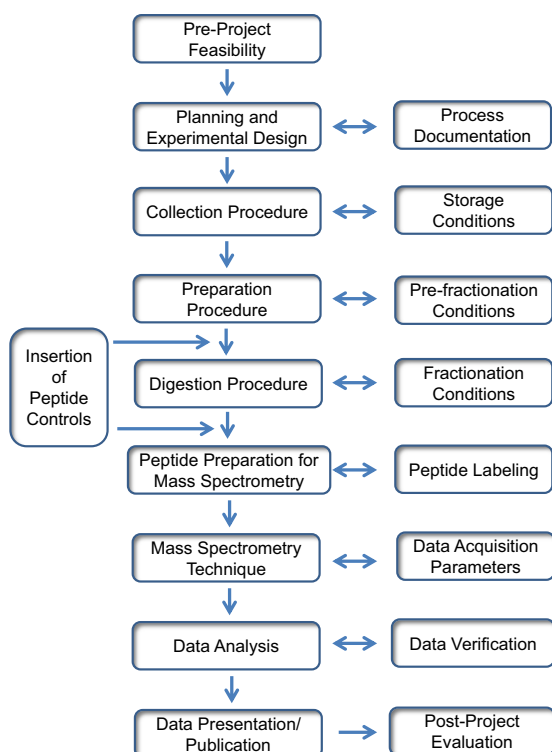 Pre-Project
Feasibility
Planning and
Experimental Design
Process
Documentation
Collection Procedure
Storage
Conditions
Preparation
Procedure
Pre-fractionation
Conditions
Insertion
of
Peptide
Controls
Digestion Procedure
Fractionation
Conditions
Peptide Preparation for
Mass Spectrometry
Peptide Labeling
Mass Spectrometry
Technique
Data Acquisition
Parameters
Data Analysis
Data Verification
Data Presentation/
Publication
Post-Project
Evaluation